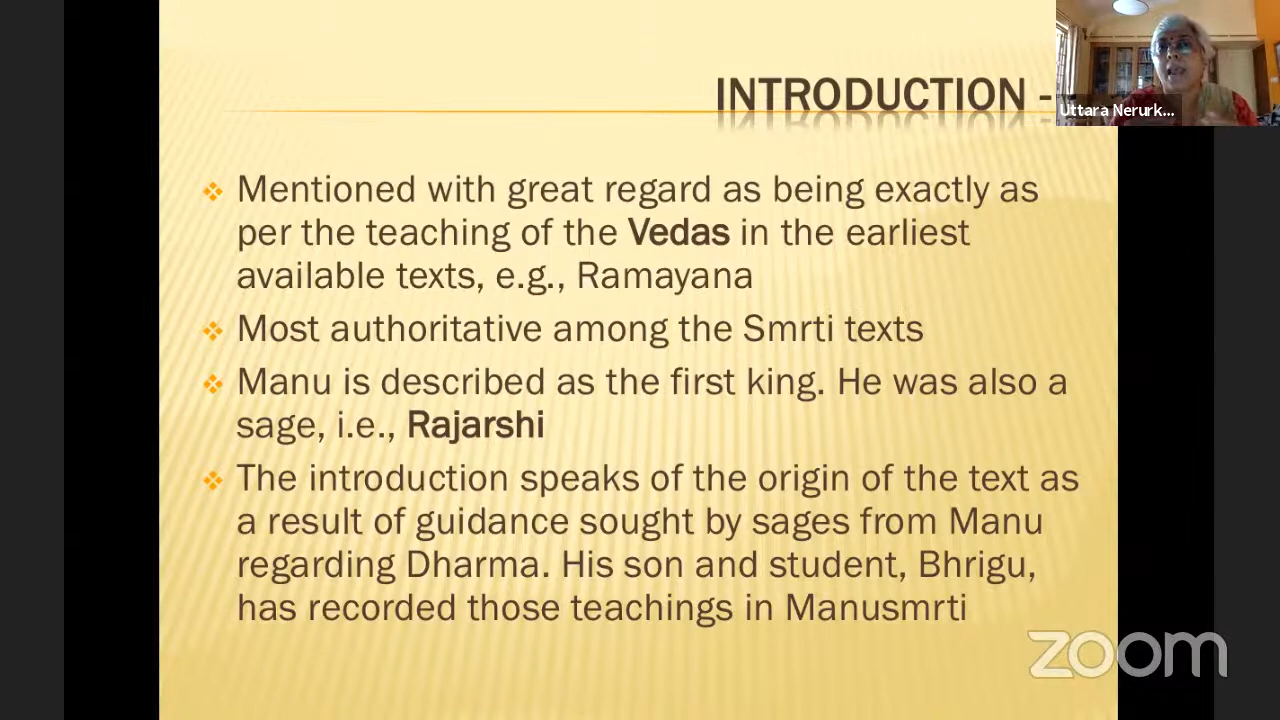 INTRODUCTION -
Uttara Nerurk...
Mentioned with great regard as being exactly as
per the teaching of the Vedas in the earliest
available texts, e.g., Ramayana
Most authoritative among the Smrti texts
Manu is described as the first king. He was also a
sage, i.e., Rajarshi
The introduction speaks of the origin of the text as
a result of guidance sought by sages from Manu
regarding Dharma. His son and student, Bhrigu,
has recorded those teachings in Manusmrti
zoom